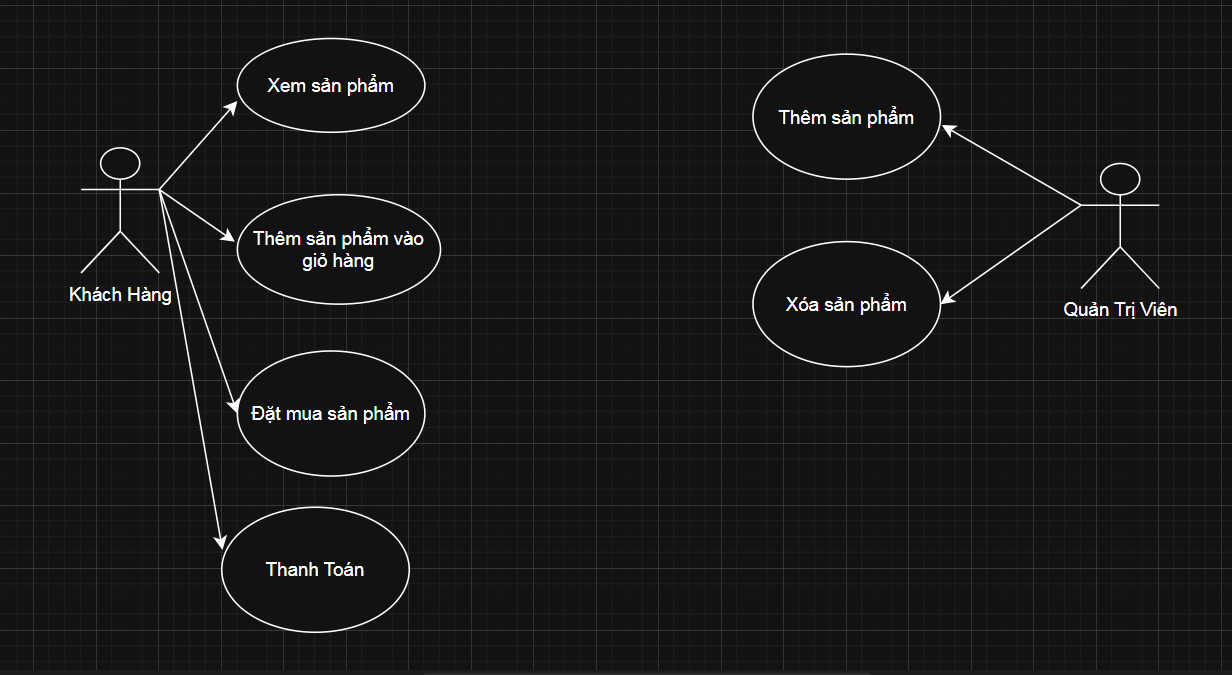 Xem sản phẩm
Thêm sản phẩm vào
giỏ hàng
Khách Hàng
Đặt mua sản phẩm
Thanh Toán
Thêm sản phẩm
Xóa sản phẩm
Quản Trị Viên